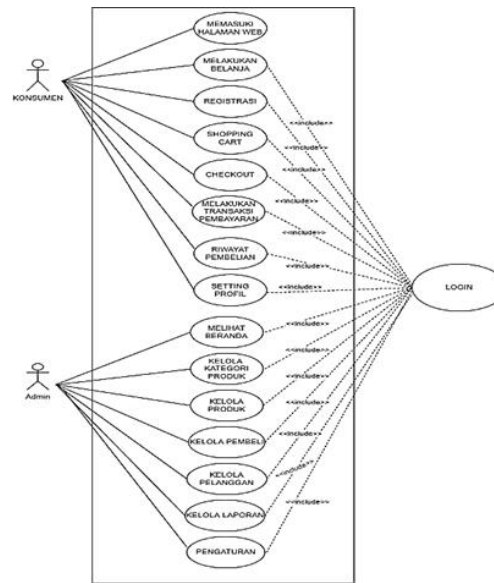 MEMASUKI
HALAMAN WEB
MELAKUKAN
BELANJA
KONSUMEN
REGISTRASI
<<include>>
SHOPPING
CART
<<include>>
CHECKOUT
<<include>>
MELAKUKAN
TRANSAKSI
PEMBAYARAN
<<include>>
<<include>>
RIWAYAT
PEMBELIAN
<<include>>
SETTING
PROFIL
<<include>>
LOGIN
MELIHAT
BERANDA
<<include>>
KELOLA
KATEGORI
PRODUK
<<include>>
Admin
KELOLA
PRODUK
<<include>>
<<include>>
KELOLA PEMBELI
<<include>>
KELOLA
PELANGGAN
<<include>>
KELOLA LAPORAN
<<include>>
PENGATURAN